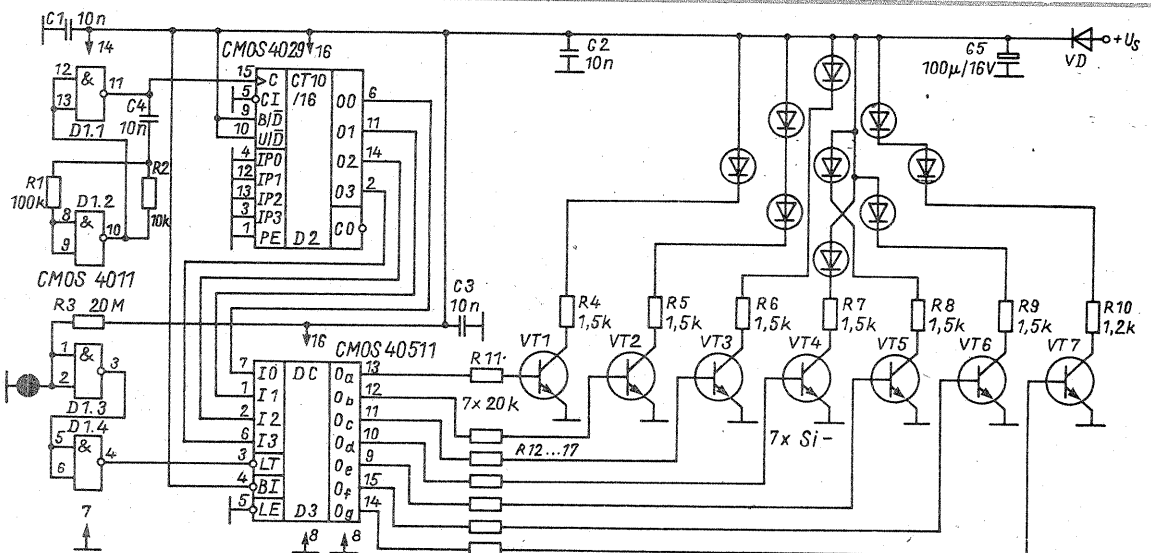 C1 10n
14
12
13
&
11
D1.1
C4
10n
R1
100k
R2
10k
D1.2
8
9
&
10
CMOS 4011
R3 20M
1
2
&
3
D1.3
D1.4
5
6
&
4
7
CMOS4029
16
15 C
5 CI
9 B/D̅
10 U/D̅
4 IP0
12 IP1
13 IP2
3 IP3
1 PE
CT10
/16
D2
O0 6
O1 11
O2 14
O3 2
CO
C2
10n
C5
100µ/16V
VD
+Us
C3
10n
16
CMOS 40511
7 I0
1 I1
2 I2
6 I3
3 LT
4 BI
5 LE
DC
D3
Oa 13
Ob 12
Oc 11
Od 10
Oe 9
Of 15
Og 14
8
8
R11
7x 20k
R12...17
R4
1,5k
R5
1,5k
R6
1,5k
R7
1,5k
R8
1,5k
R9
1,5k
R10
1,2k
VT1
VT2
VT3
VT4
VT5
VT6
VT7
7x Si-